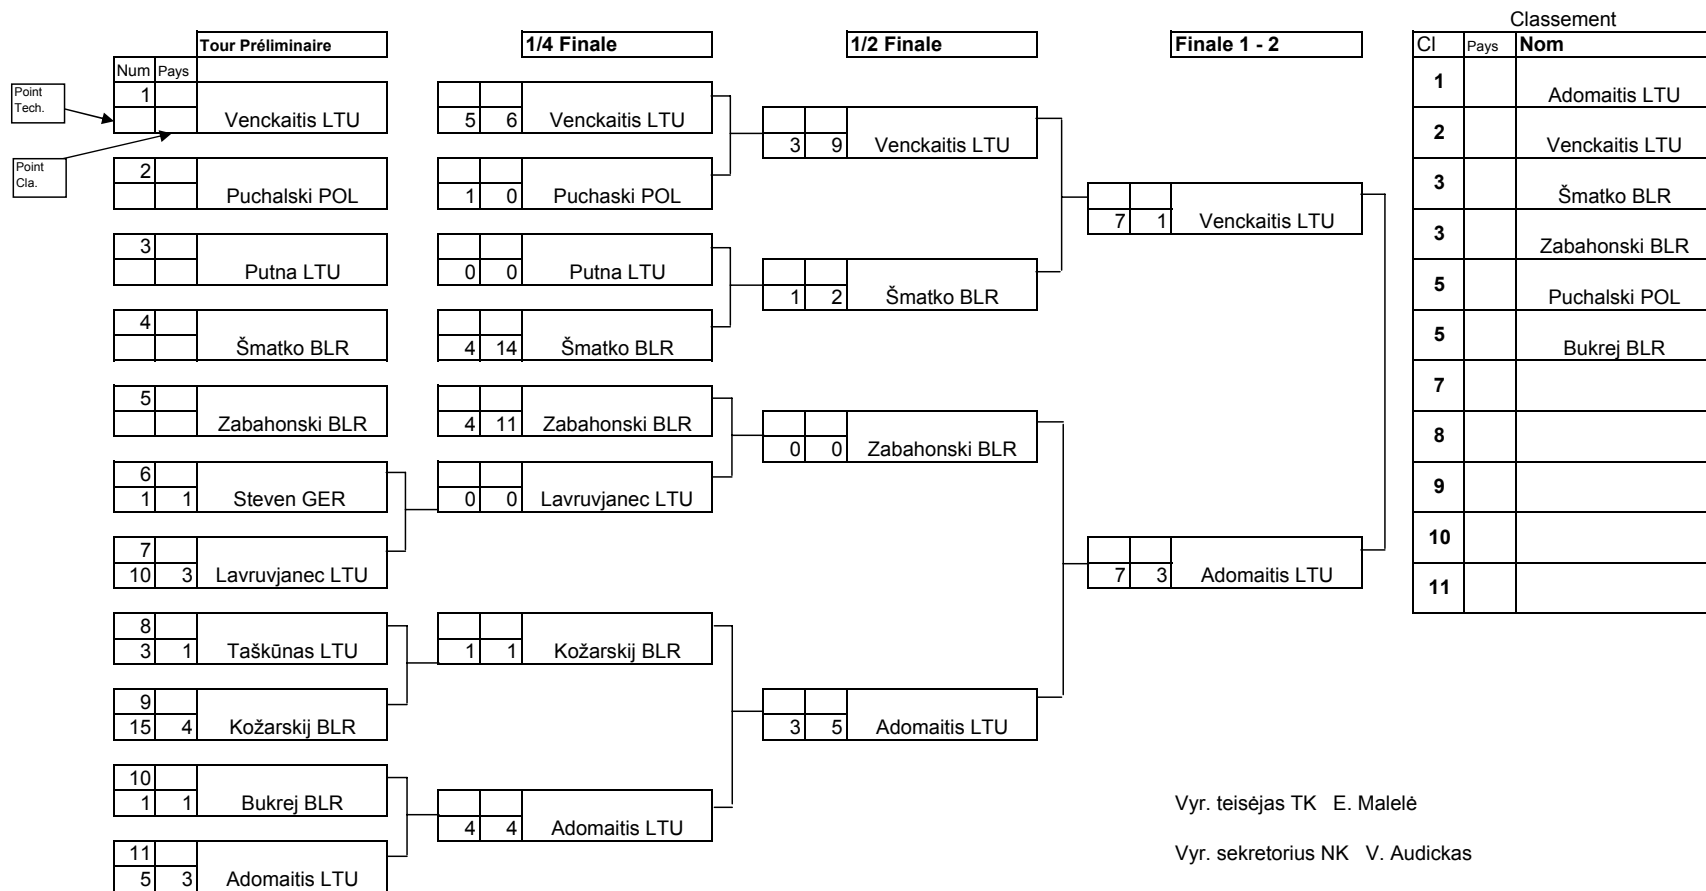 Classement
Tour Préliminaire 1/4 Finale 1/2 Finale Finale 1 - 2 Cl Pays Nom
Num Pays
Point
Tech.
Point
Cla.
1
Venckaitis LTU
2
Puchalski POL
3
Putna LTU
4
Šmatko BLR
5
Zabahonski BLR
6
1 1 Steven GER
7
10 3 Lavruvjanec LTU
8
3 1 Taškūnas LTU
9
15 4 Kožarskij BLR
10
1 1 Bukrej BLR
11
5 3 Adomaitis LTU
5 6 Venckaitis LTU
1 0 Puchaski POL
0 0 Putna LTU
4 14 Šmatko BLR
4 11 Zabahonski BLR
0 0 Lavruvjanec LTU
1 1 Kožarskij BLR
4 4 Adomaitis LTU
3 9 Venckaitis LTU
1 2 Šmatko BLR
0 0 Zabahonski BLR
3 5 Adomaitis LTU
7 1 Venckaitis LTU
7 3 Adomaitis LTU
1 Adomaitis LTU
2 Venckaitis LTU
3 Šmatko BLR
3 Zabahonski BLR
5 Puchalski POL
5 Bukrej BLR
7
8
9
10
11
Vyr. teisėjas TK E. Malelė
Vyr. sekretorius NK V. Audickas